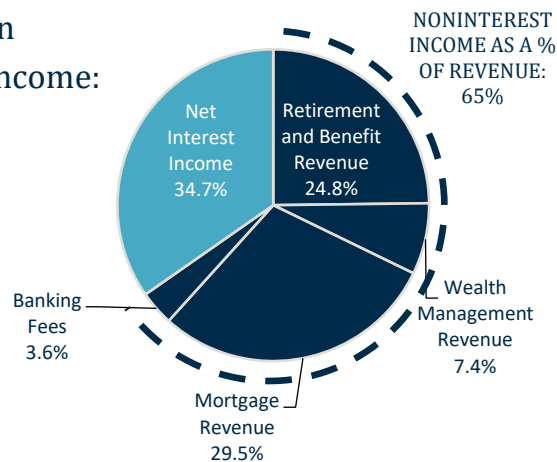 n
ncome:
NONINTEREST
INCOME AS A %
OF REVENUE:
65%
Net
Interest
Income
34.7%
Retirement
and Benefit
Revenue
24.8%
Wealth
Management
Revenue
7.4%
Banking
Fees
3.6%
Mortgage
Revenue
29.5%